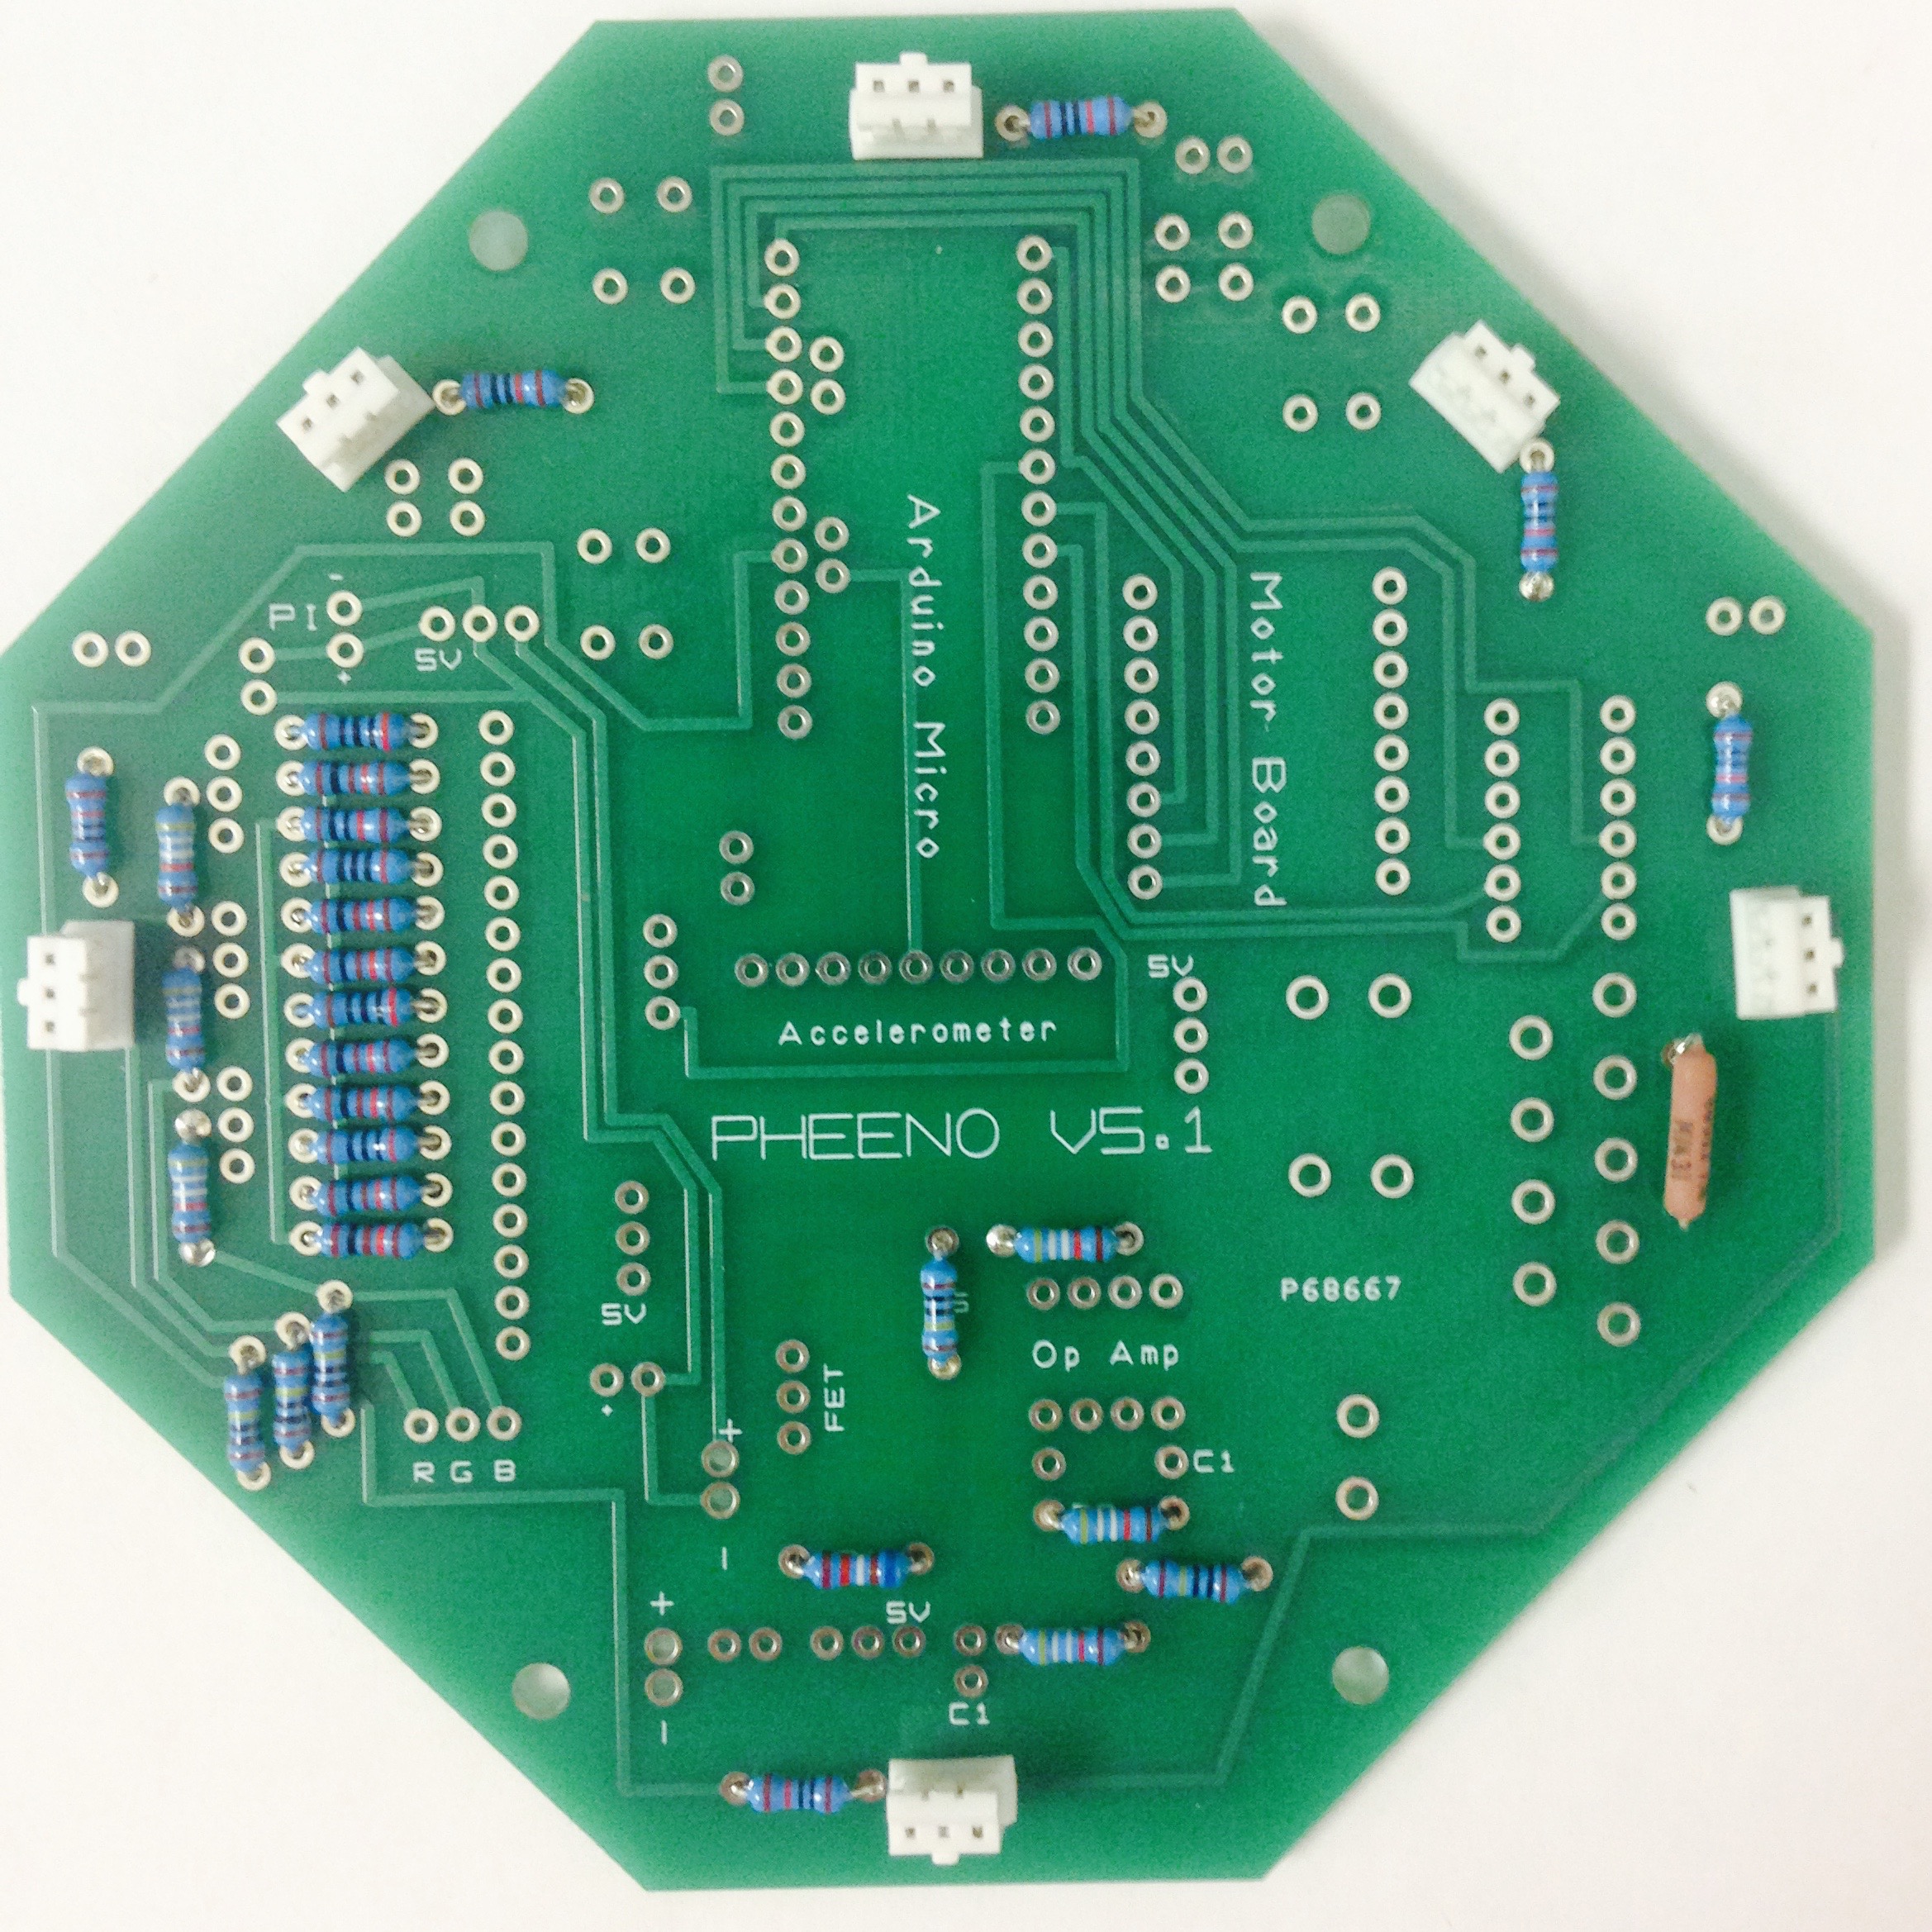 Arduino Micro
Motor Board
-
PI
+
5V
5V
Accelerometer
PHEENO V5.1
5V
P68667
Op Amp
FET
+
+
C1
R G B
-
+
5V
-
C1